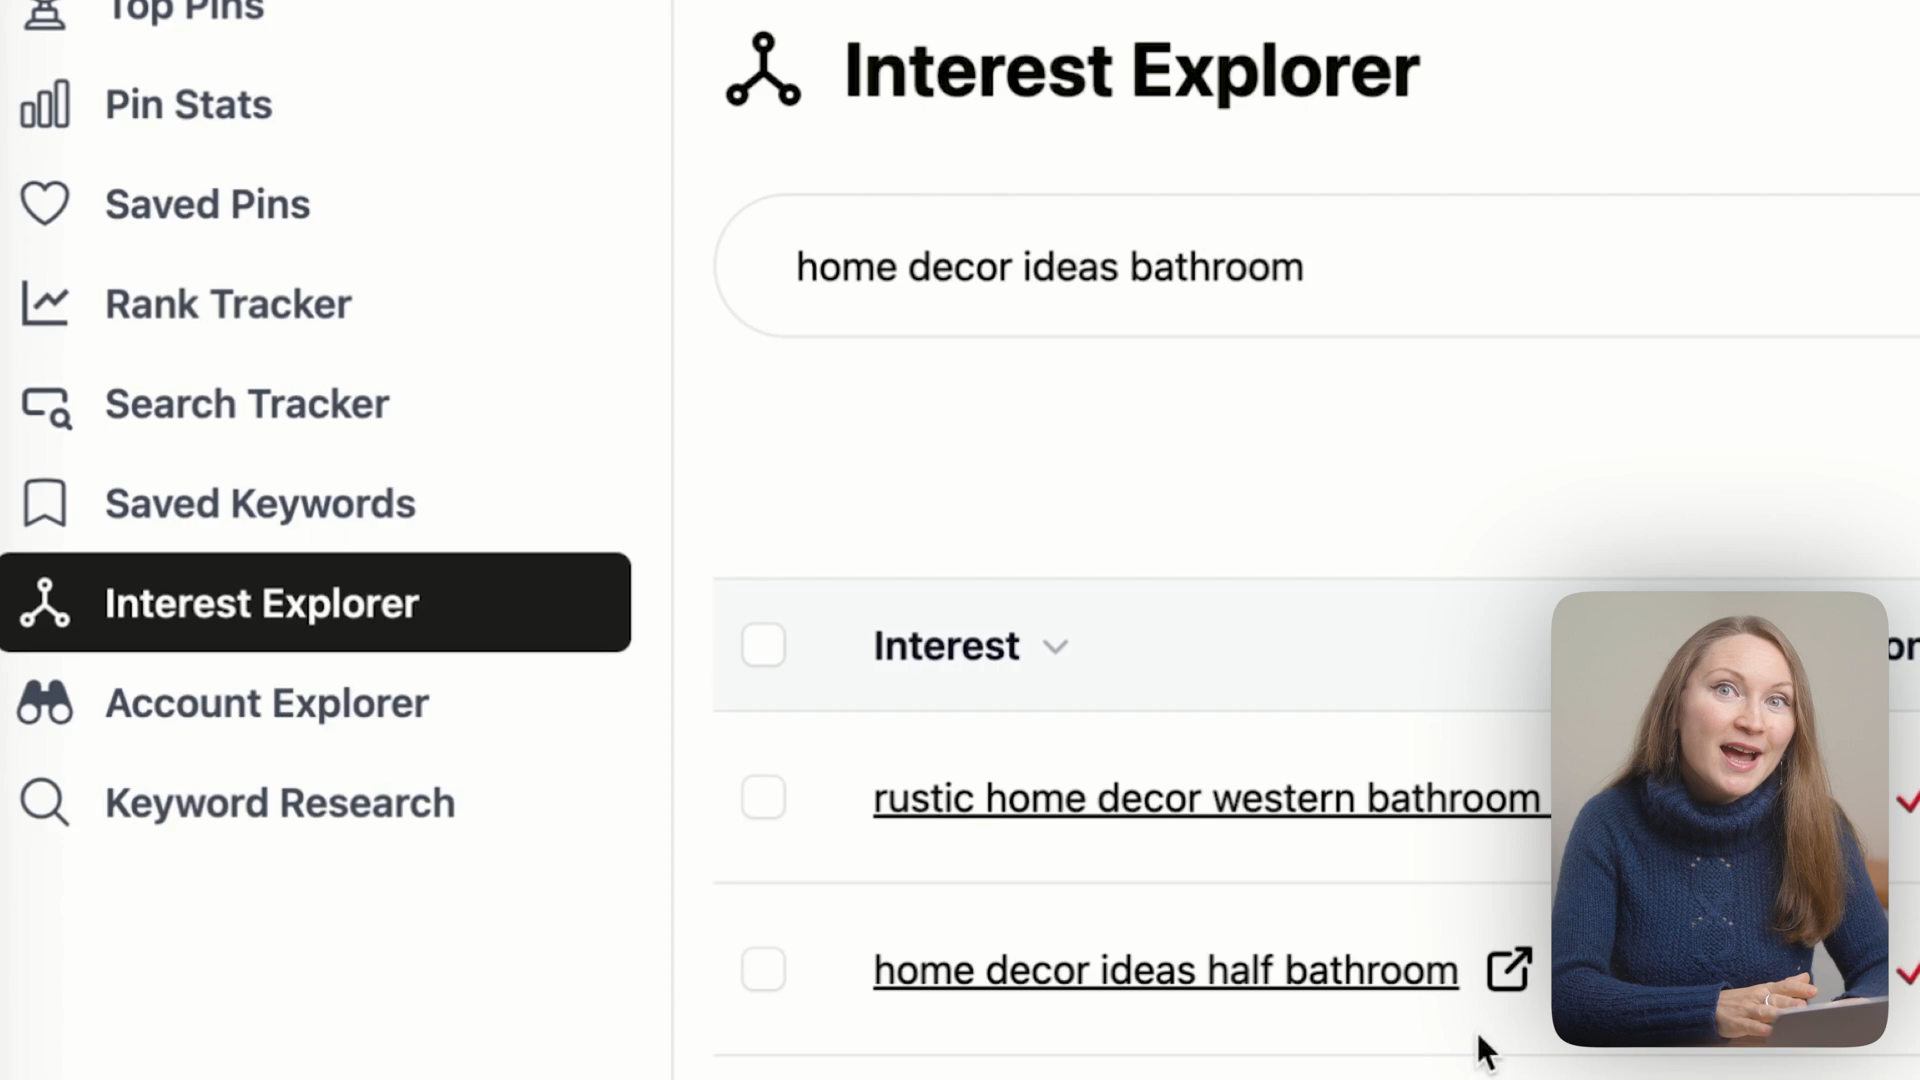 Top Pins
Pin Stats
Saved Pins
Rank Tracker
Search Tracker
Saved Keywords
Interest Explorer
Account Explorer
Keyword Research
Interest Explorer
home decor ideas bathroom
Interest
rustic home decor western bathroom
home decor ideas half bathroom